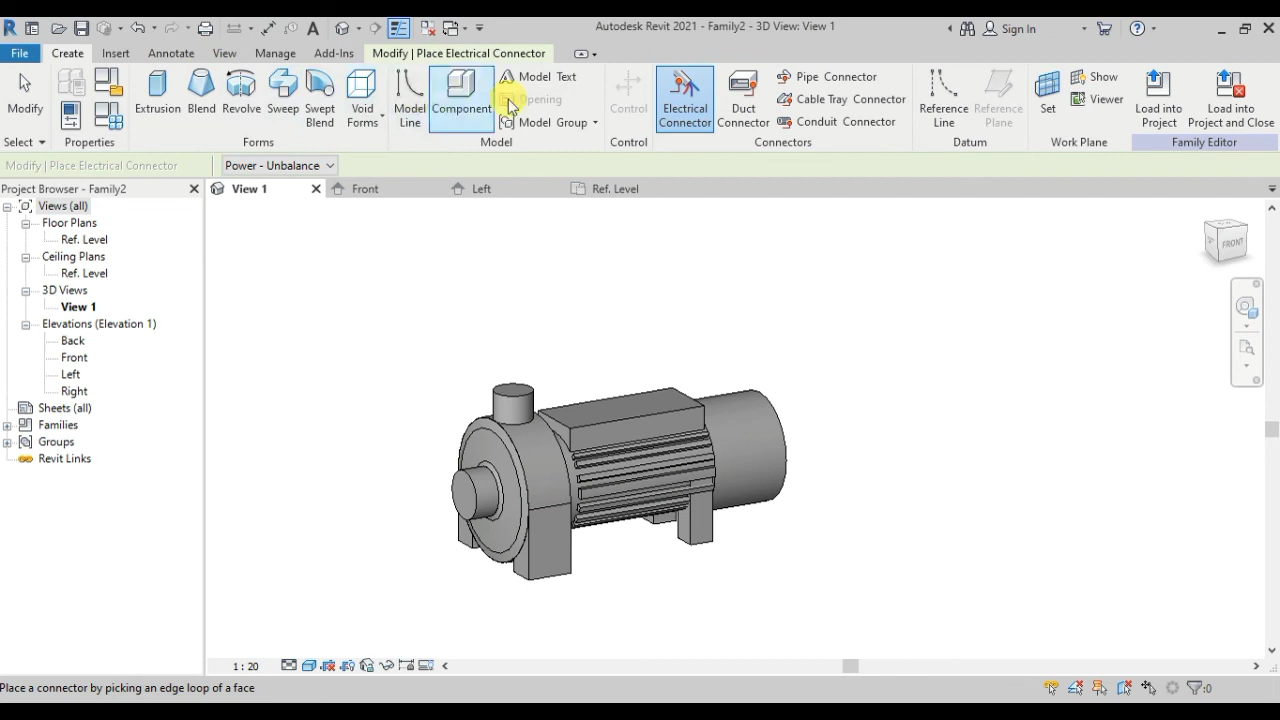 Autodesk Revit 2021 - Family2 - 3D View: View 1
Sign In
File Create Insert Annotate View Manage Add-Ins Modify | Place Electrical Connector
Modify
Extrusion Blend Revolve Sweep Swept Blend Void Forms
Model Line Component Model Text
Opening
Model Group
Control
Electrical Connector Duct Connector Pipe Connector
Cable Tray Connector
Conduit Connector
Reference Line Reference Plane
Set Show
Viewer
Load into Project Load into Project and Close
Select Properties Forms Model Control Connectors Datum Work Plane Family Editor
Modify | Place Electrical Connector Power - Unbalance
Project Browser - Family2
View 1 Front Left Ref. Level
Views (all)
Floor Plans
Ref. Level
Ceiling Plans
Ref. Level
3D Views
View 1
Elevations (Elevation 1)
Back
Front
Left
Right
Sheets (all)
Families
Groups
Revit Links
FRONT
1 : 20
Place a connector by picking an edge loop of a face
:0